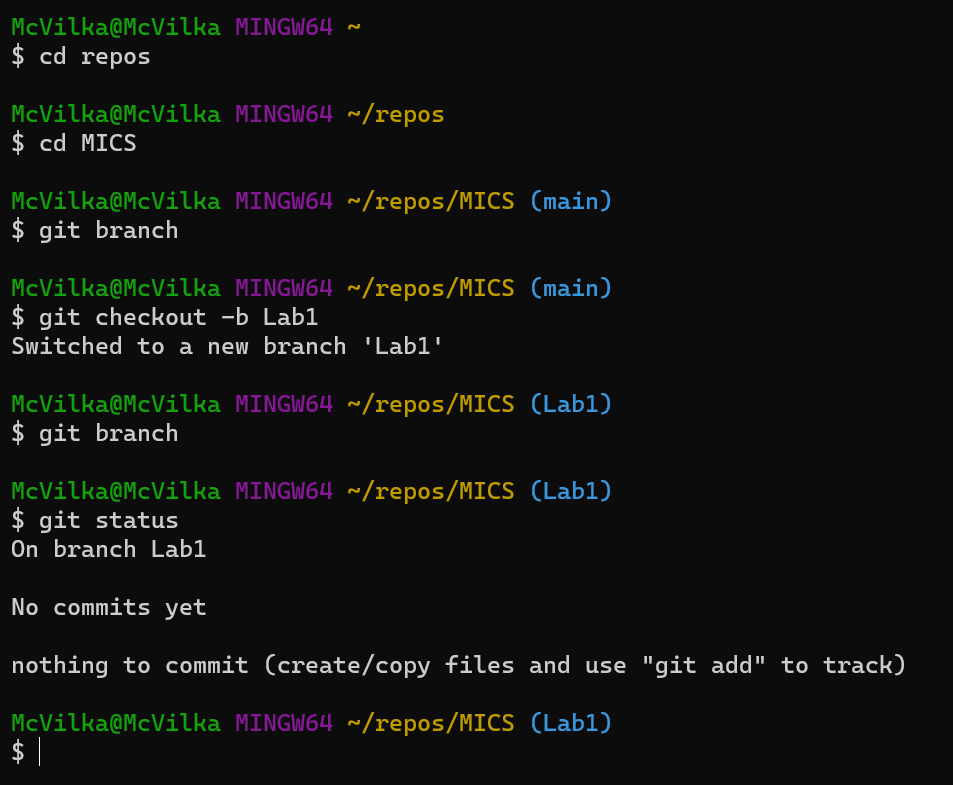 McVilka@McVilka MINGW64 ~
$ cd repos
McVilka@McVilka MINGW64 ~/repos
$ cd MICS
McVilka@McVilka MINGW64 ~/repos/MICS (main)
$ git branch
McVilka@McVilka MINGW64 ~/repos/MICS (main)
$ git checkout -b Lab1
Switched to a new branch 'Lab1'
McVilka@McVilka MINGW64 ~/repos/MICS (Lab1)
$ git branch
McVilka@McVilka MINGW64 ~/repos/MICS (Lab1)
$ git status
On branch Lab1
No commits yet
nothing to commit (create/copy files and use "git add" to track)
McVilka@McVilka MINGW64 ~/repos/MICS (Lab1)
$